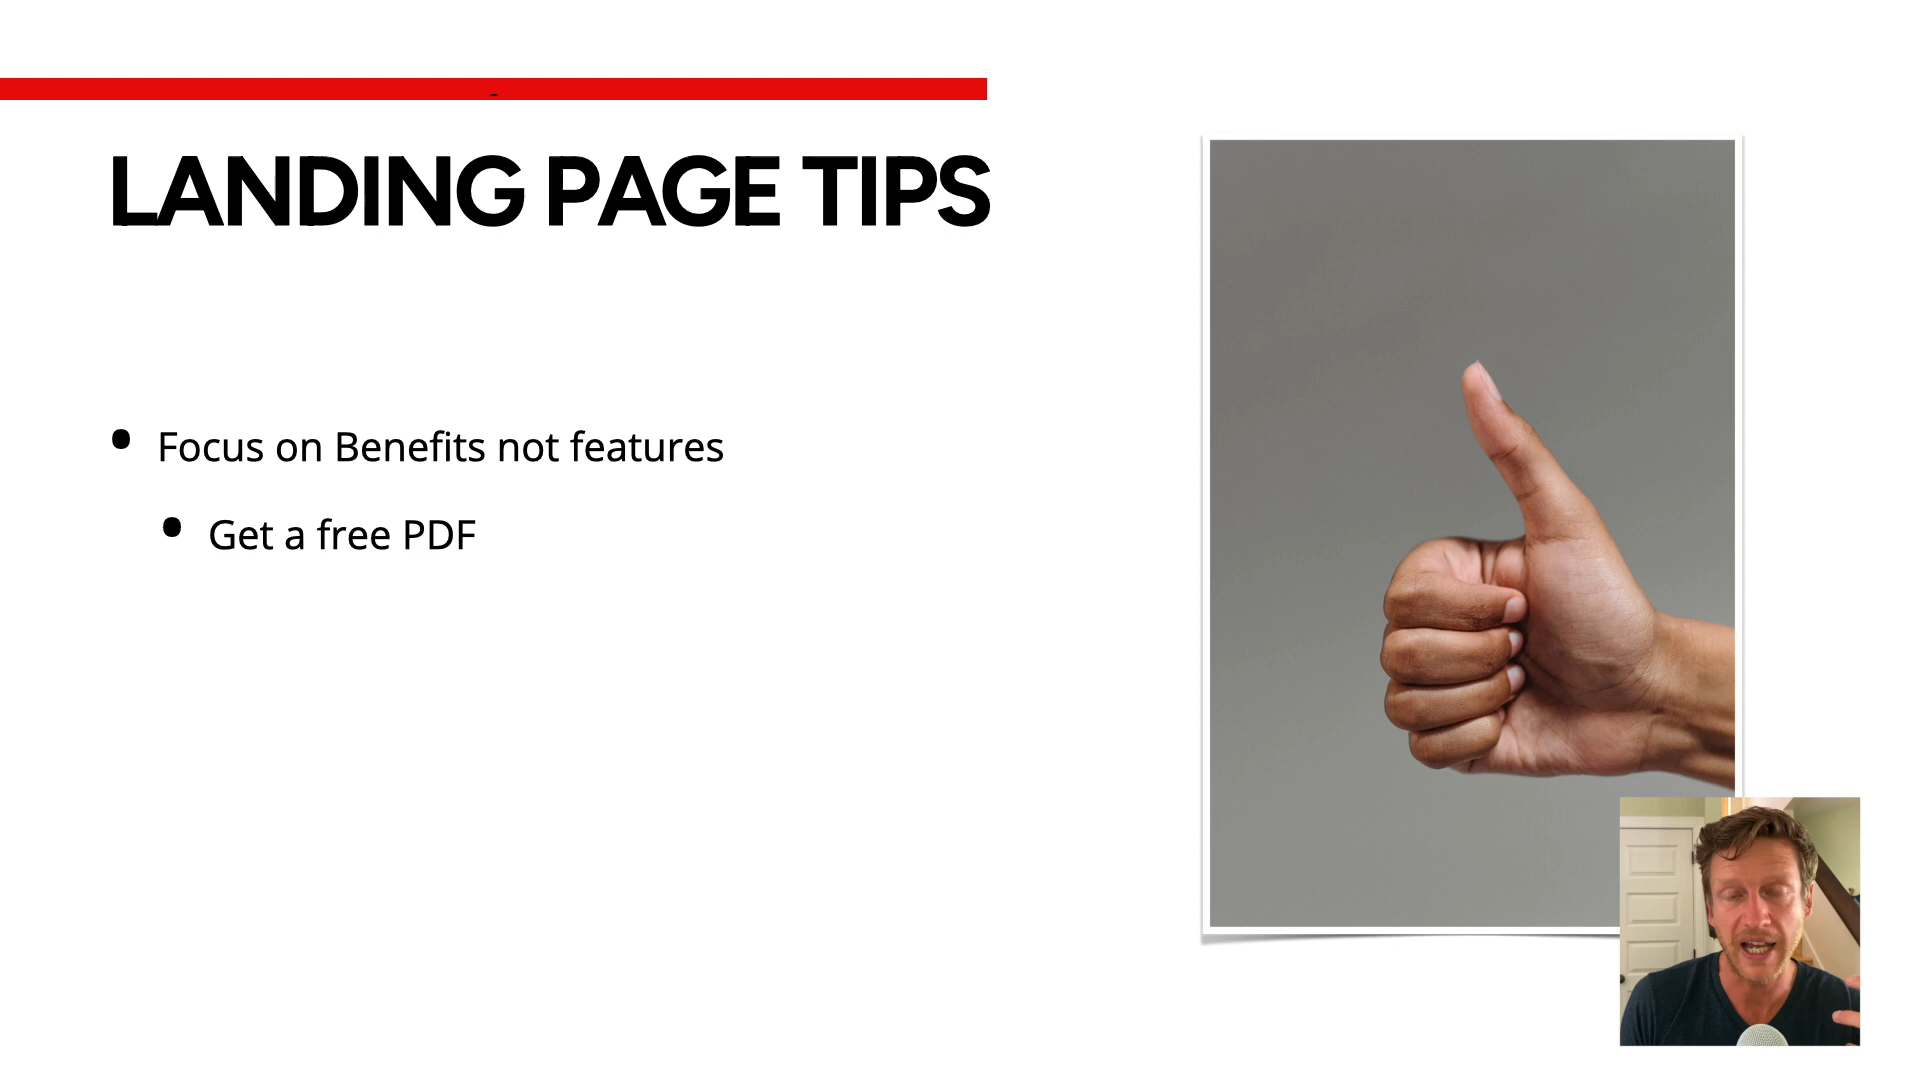 LANDING PAGE TIPS
• Focus on Benefits not features
• Get a free PDF